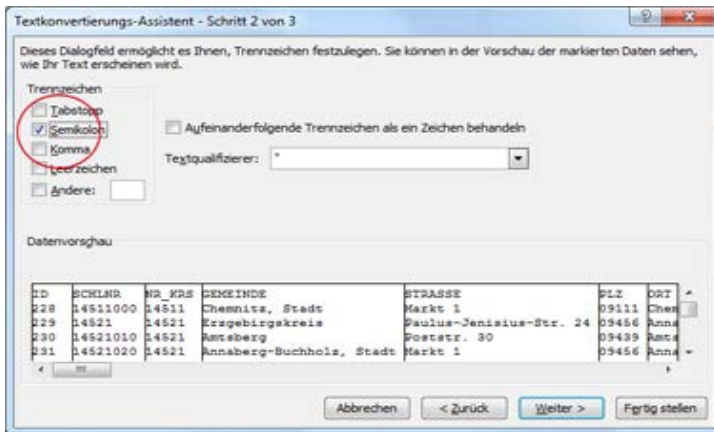 Textkonvertierungs-Assistent - Schritt 2 von 3
Dieses Dialogfeld ermöglicht es Ihnen, Trennzeichen festzulegen. Sie können in der Vorschau der markierten Daten sehen,
wie Ihr Text erscheinen wird.
Trennzeichen
Tabstopp
Semikolon
Komma
Leerzeichen
Andere:
Aufeinanderfolgende Trennzeichen als ein Zeichen behandeln
Textqualifizierer: "
Datenvorschau
ID SCHLNR NR_KRS GEMEINDE STRASSE PLZ ORT
228 14511000 14511 Chemnitz, Stadt Markt 1 09111 Chem
229 14521 14521 Erzgebirgskreis Paulus-Jenisius-Str. 24 09456 Anna
230 14521010 14521 Amtsberg Poststr. 30 09439 Amts
231 14521020 14521 Annaberg-Buchholz, Stadt Markt 1 09456 Anna
Abbrechen < Zurück Weiter > Fertig stellen